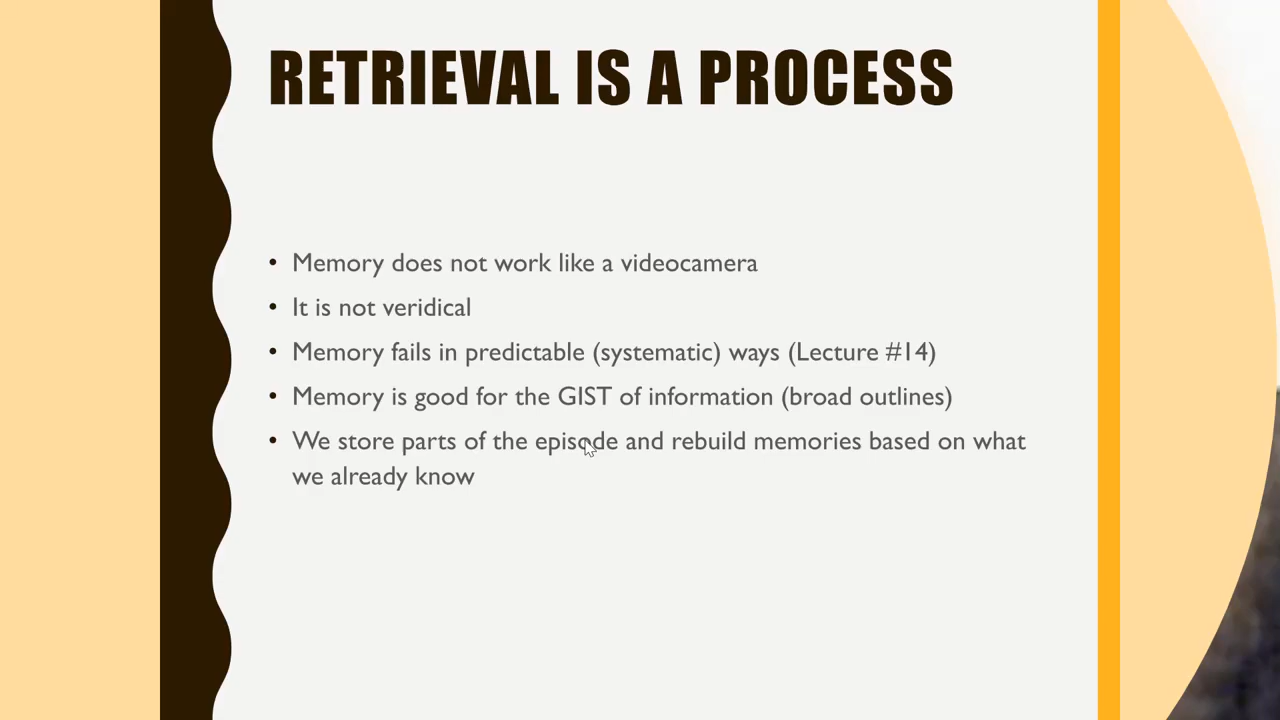 RETRIEVAL IS A PROCESS
• Memory does not work like a videocamera
• It is not veridical
• Memory fails in predictable (systematic) ways (Lecture #14)
• Memory is good for the GIST of information (broad outlines)
• We store parts of the episode and rebuild memories based on what
we already know